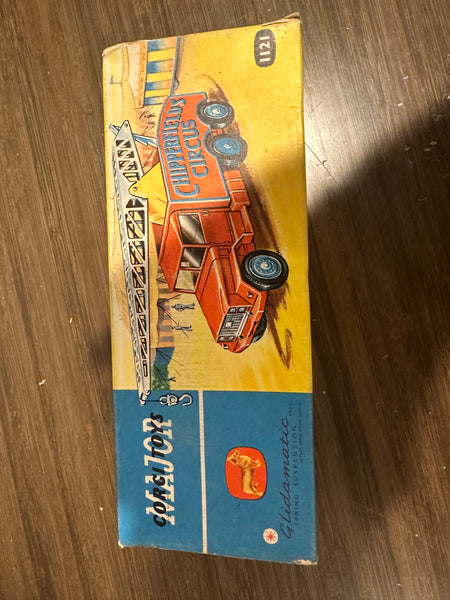 1121
CHIPPERFIELDS
CIRCUS
CORGI TOYS
MAJOR
Glidamatic
SPRING SUSPENSION